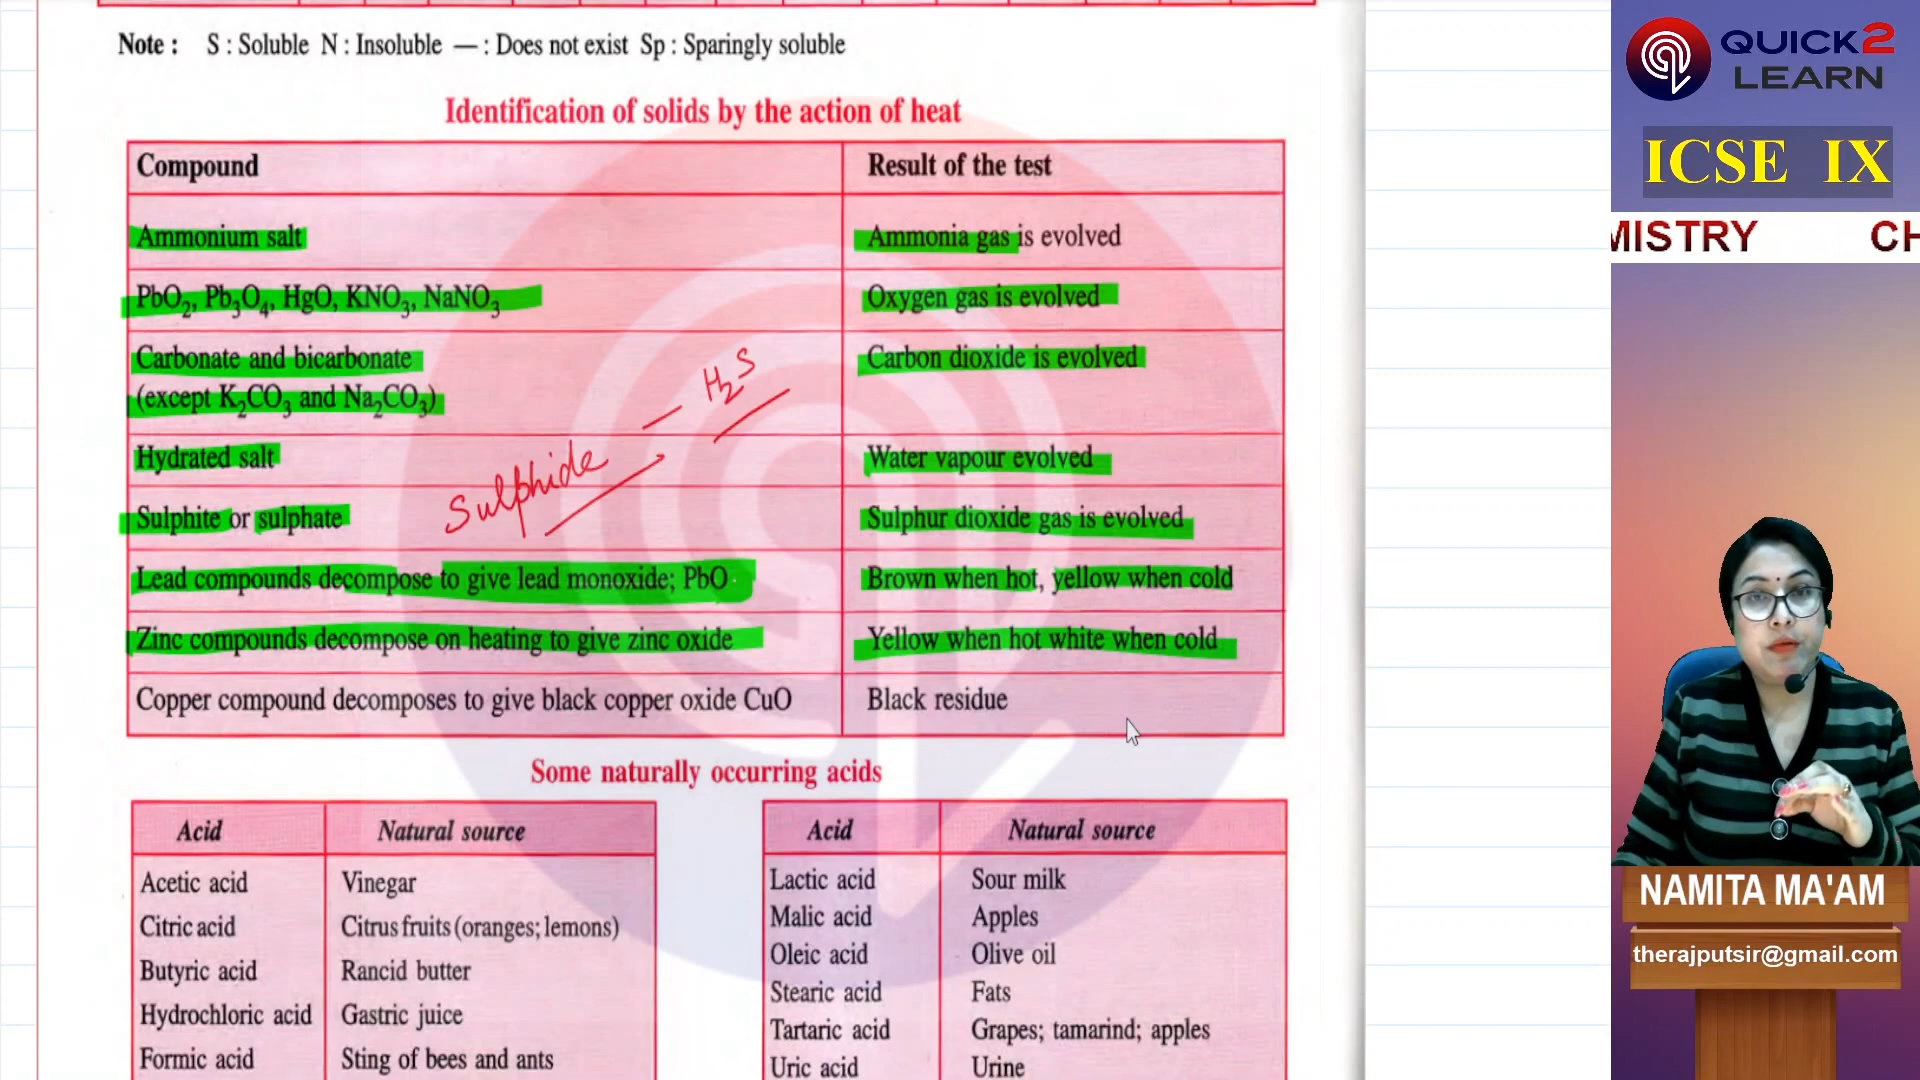 Note : S : Soluble N : Insoluble — : Does not exist Sp : Sparingly soluble
Identification of solids by the action of heat
Compound Result of the test
Ammonium salt Ammonia gas is evolved
PbO₂, Pb₃O₄, HgO, KNO₃, NaNO₃ Oxygen gas is evolved
Carbonate and bicarbonate Carbon dioxide is evolved
(except K₂CO₃ and Na₂CO₃)
Sulphide — H₂S
Hydrated salt Water vapour evolved
Sulphite or sulphate Sulphur dioxide gas is evolved
Lead compounds decompose to give lead monoxide; PbO Brown when hot, yellow when cold
Zinc compounds decompose on heating to give zinc oxide Yellow when hot white when cold
Copper compound decomposes to give black copper oxide CuO Black residue
Some naturally occurring acids
Acid Natural source
Acetic acid Vinegar
Citric acid Citrus fruits (oranges; lemons)
Butyric acid Rancid butter
Hydrochloric acid Gastric juice
Formic acid Sting of bees and ants
Acid Natural source
Lactic acid Sour milk
Malic acid Apples
Oleic acid Olive oil
Stearic acid Fats
Tartaric acid Grapes; tamarind; apples
Uric acid Urine
QUICK2
LEARN
ICSE IX
MISTRY CH
NAMITA MA'AM
therajputsir@gmail.com